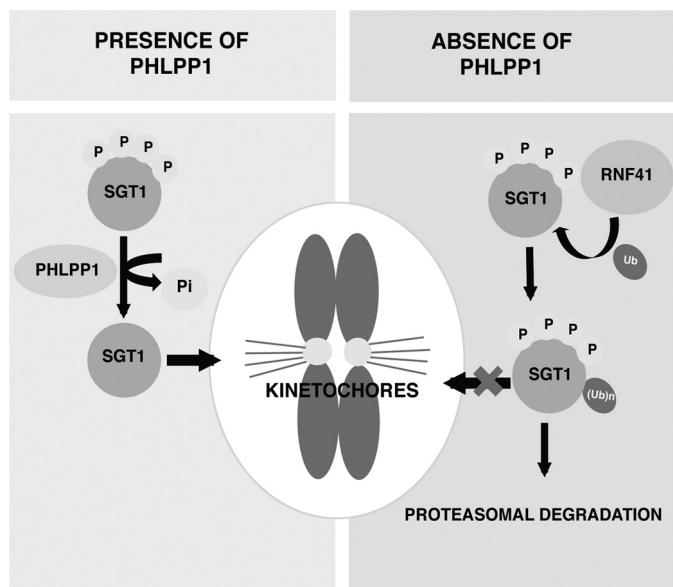 PRESENCE OF
PHLPP1
ABSENCE OF
PHLPP1
P
P
P
P
SGT1
PHLPP1
Pi
SGT1
KINETOCHORES
P
P
P
P
SGT1
RNF41
Ub
P
P
P
P
SGT1
(Ub)n
PROTEASOMAL DEGRADATION